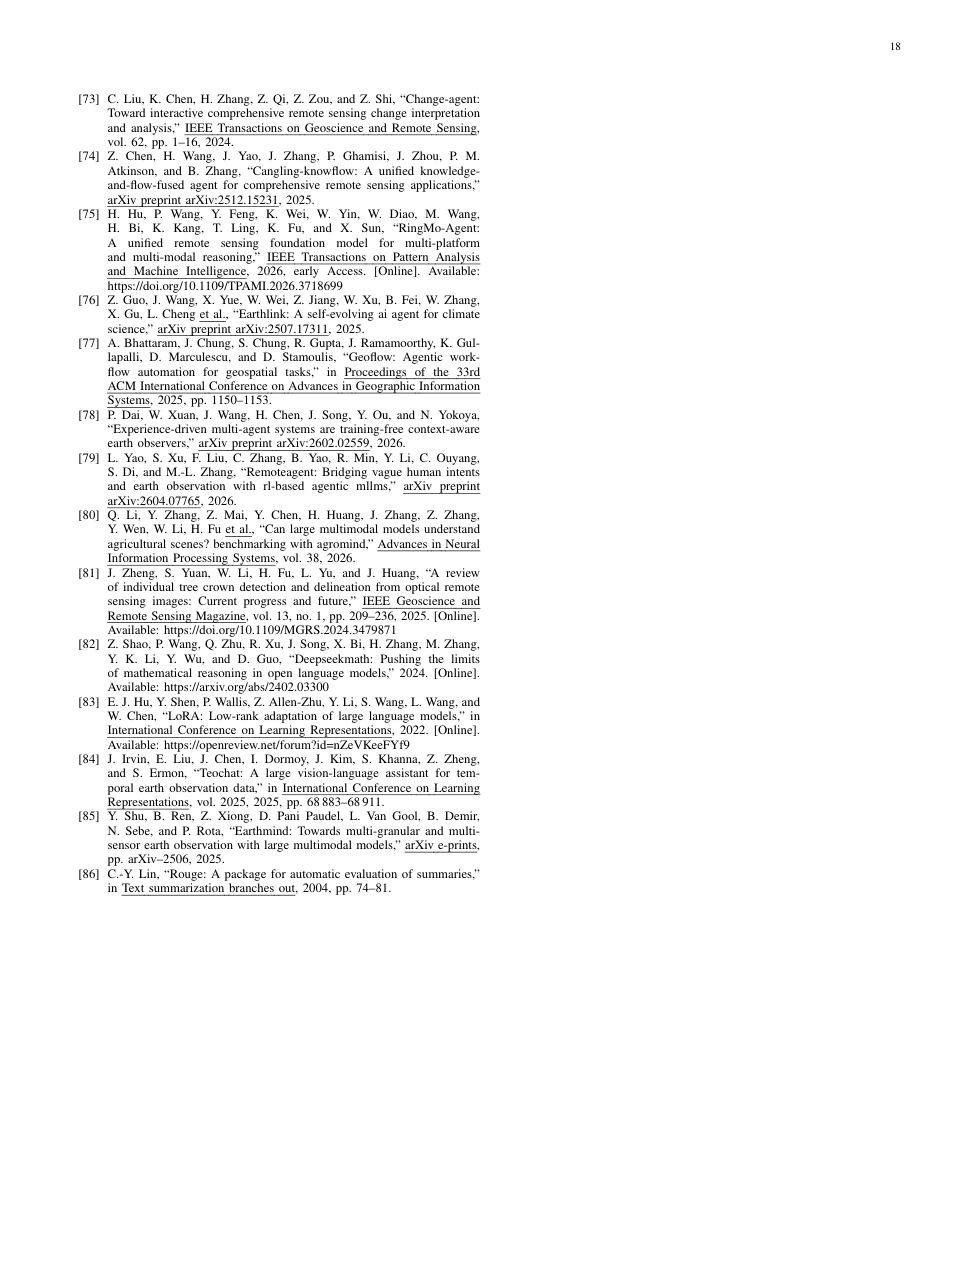 18
[73] C. Liu, K. Chen, H. Zhang, Z. Qi, Z. Zou, and Z. Shi, “Change-agent:
Toward interactive comprehensive remote sensing change interpretation
and analysis,” IEEE Transactions on Geoscience and Remote Sensing,
vol. 62, pp. 1–16, 2024.
[74] Z. Chen, H. Wang, J. Yao, J. Zhang, P. Ghamisi, J. Zhou, P. M.
Atkinson, and B. Zhang, “Cangling-knowflow: A unified knowledge-
and-flow-fused agent for comprehensive remote sensing applications,”
arXiv preprint arXiv:2512.15231, 2025.
[75] H. Hu, P. Wang, Y. Feng, K. Wei, W. Yin, W. Diao, M. Wang,
H. Bi, K. Kang, T. Ling, K. Fu, and X. Sun, “RingMo-Agent:
A unified remote sensing foundation model for multi-platform
and multi-modal reasoning,” IEEE Transactions on Pattern Analysis
and Machine Intelligence, 2026, early Access. [Online]. Available:
https://doi.org/10.1109/TPAMI.2026.3718699
[76] Z. Guo, J. Wang, X. Yue, W. Wei, Z. Jiang, W. Xu, B. Fei, W. Zhang,
X. Gu, L. Cheng et al., “Earthlink: A self-evolving ai agent for climate
science,” arXiv preprint arXiv:2507.17311, 2025.
[77] A. Bhattaram, J. Chung, S. Chung, R. Gupta, J. Ramamoorthy, K. Gul-
lapalli, D. Marculescu, and D. Stamoulis, “Geoflow: Agentic work-
flow automation for geospatial tasks,” in Proceedings of the 33rd
ACM International Conference on Advances in Geographic Information
Systems, 2025, pp. 1150–1153.
[78] P. Dai, W. Xuan, J. Wang, H. Chen, J. Song, Y. Ou, and N. Yokoya,
“Experience-driven multi-agent systems are training-free context-aware
earth observers,” arXiv preprint arXiv:2602.02559, 2026.
[79] L. Yao, S. Xu, F. Liu, C. Zhang, B. Yao, R. Min, Y. Li, C. Ouyang,
S. Di, and M.-L. Zhang, “Remoteagent: Bridging vague human intents
and earth observation with rl-based agentic mllms,” arXiv preprint
arXiv:2604.07765, 2026.
[80] Q. Li, Y. Zhang, Z. Mai, Y. Chen, H. Huang, J. Zhang, Z. Zhang,
Y. Wen, W. Li, H. Fu et al., “Can large multimodal models understand
agricultural scenes? benchmarking with agromind,” Advances in Neural
Information Processing Systems, vol. 38, 2026.
[81] J. Zheng, S. Yuan, W. Li, H. Fu, L. Yu, and J. Huang, “A review
of individual tree crown detection and delineation from optical remote
sensing images: Current progress and future,” IEEE Geoscience and
Remote Sensing Magazine, vol. 13, no. 1, pp. 209–236, 2025. [Online].
Available: https://doi.org/10.1109/MGRS.2024.3479871
[82] Z. Shao, P. Wang, Q. Zhu, R. Xu, J. Song, X. Bi, H. Zhang, M. Zhang,
Y. K. Li, Y. Wu, and D. Guo, “Deepseekmath: Pushing the limits
of mathematical reasoning in open language models,” 2024. [Online].
Available: https://arxiv.org/abs/2402.03300
[83] E. J. Hu, Y. Shen, P. Wallis, Z. Allen-Zhu, Y. Li, S. Wang, L. Wang, and
W. Chen, “LoRA: Low-rank adaptation of large language models,” in
International Conference on Learning Representations, 2022. [Online].
Available: https://openreview.net/forum?id=nZeVKeeFYf9
[84] J. Irvin, E. Liu, J. Chen, I. Dormoy, J. Kim, S. Khanna, Z. Zheng,
and S. Ermon, “Teochat: A large vision-language assistant for tem-
poral earth observation data,” in International Conference on Learning
Representations, vol. 2025, 2025, pp. 68 883–68 911.
[85] Y. Shu, B. Ren, Z. Xiong, D. Pani Paudel, L. Van Gool, B. Demir,
N. Sebe, and P. Rota, “Earthmind: Towards multi-granular and multi-
sensor earth observation with large multimodal models,” arXiv e-prints,
pp. arXiv–2506, 2025.
[86] C.-Y. Lin, “Rouge: A package for automatic evaluation of summaries,”
in Text summarization branches out, 2004, pp. 74–81.